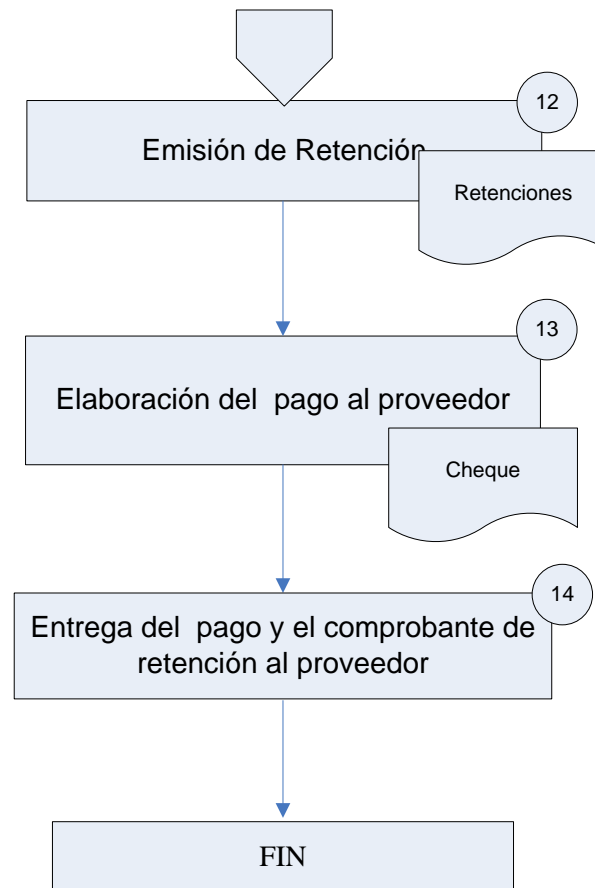 12
Emisión de Retención
Retenciones
13
Elaboración del pago al proveedor
Cheque
14
Entrega del pago y el comprobante de
retención al proveedor
FIN